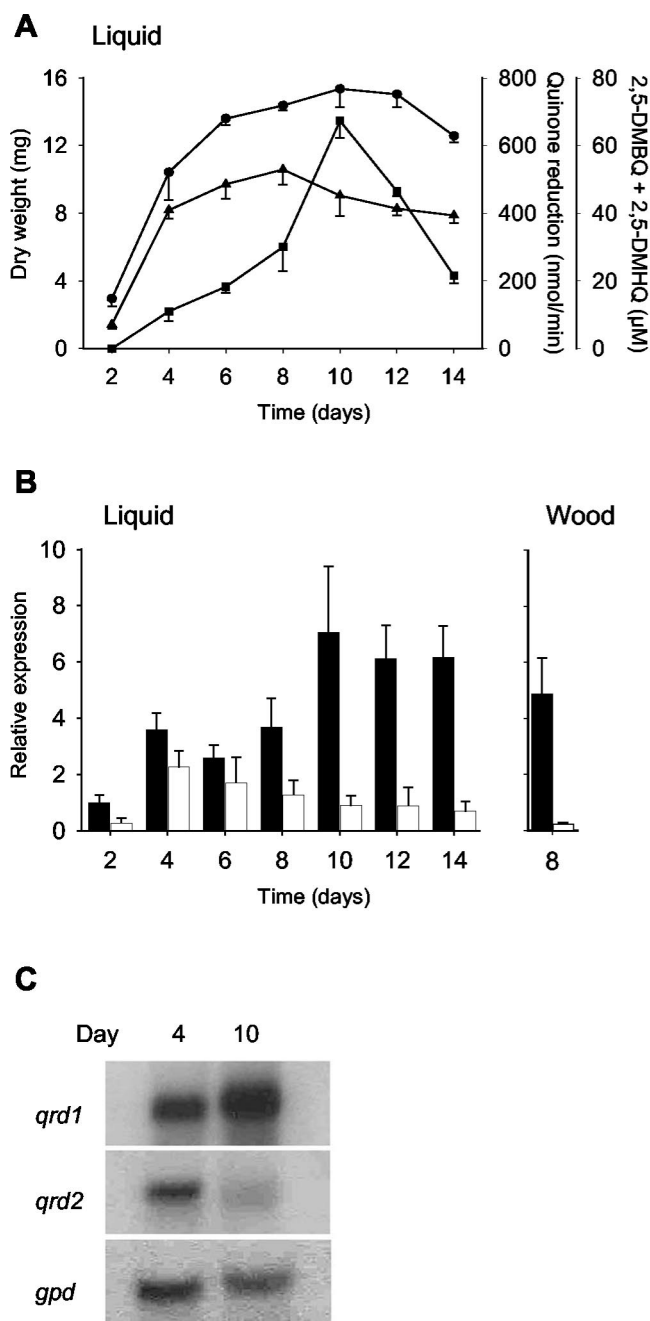 A
Liquid
16
12
8
4
0
Dry weight (mg)
800
600
400
200
0
Quinone reduction (nmol/min)
80
60
40
20
0
2,5-DMBQ + 2,5-DMHQ (µM)
2 4 6 8 10 12 14
Time (days)
B
Liquid
Wood
10
8
6
4
2
0
Relative expression
2 4 6 8 10 12 14
8
Time (days)
C
Day 4 10
qrd1
qrd2
gpd